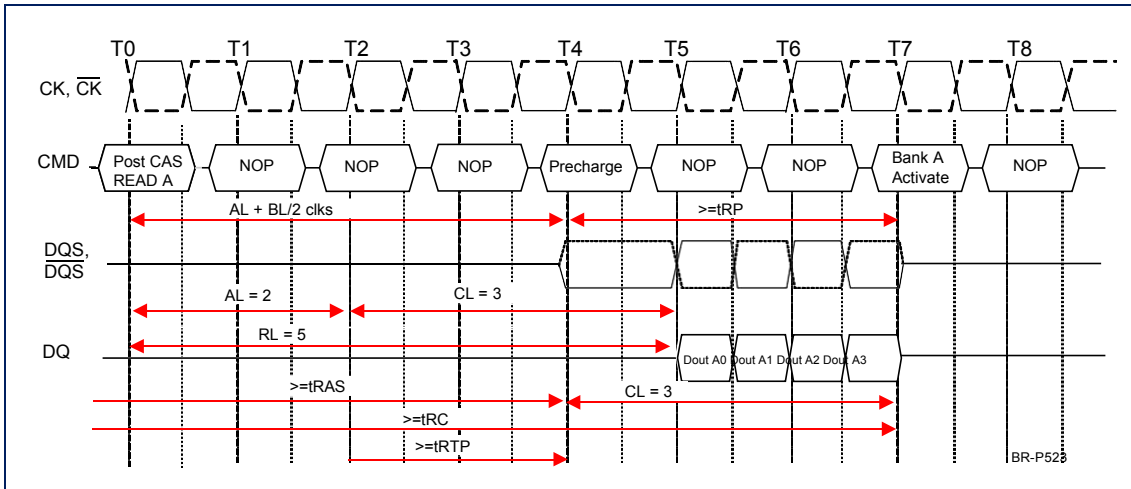 T0 T1 T2 T3 T4 T5 T6 T7 T8
CK, CK
CMD
Post CAS
READ A
NOP
NOP
NOP
Precharge
NOP
NOP
Bank A
Activate
NOP
AL + BL/2 clks
>=tRP
DQS,
DQS
AL = 2
CL = 3
RL = 5
DQ
Dout A0 Dout A1 Dout A2 Dout A3
>=tRAS
CL = 3
>=tRC
>=tRTP
BR-P523